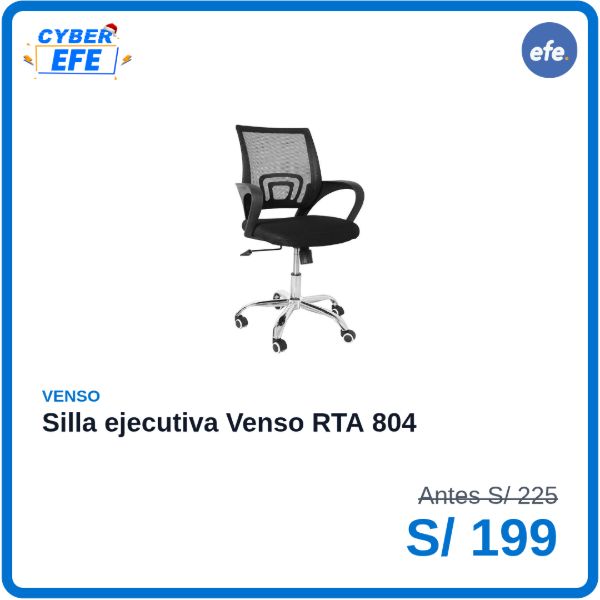 CYBER
EFE
efe.
VENSO
Silla ejecutiva Venso RTA 804
Antes S/ 225
S/ 199